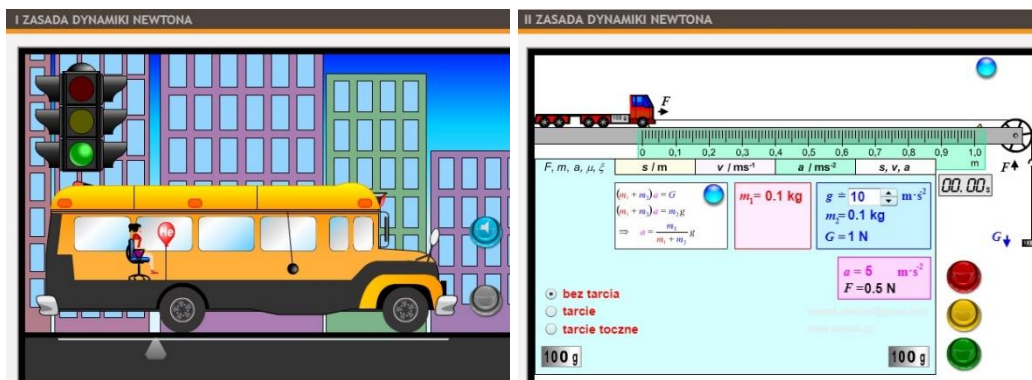 I ZASADA DYNAMIKI NEWTONA
He
II ZASADA DYNAMIKI NEWTONA
F
100 g
0 0,1 0,2 0,3 0,4 0,5 0,6 0,7 0,8 0,9 1,0
m
F
F, m, a, μ, ξ
s / m
v / ms⁻¹
a / ms⁻²
s, v, a
00.00s
(m₁ + m₂)a = G
(m₁ + m₂)a = m₂g
⇒ a = m₂/(m₁ + m₂) g
m₁= 0.1 kg
g = 10 m·s⁻²
m₂= 0.1 kg
G = 1 N
G
a = 5 m·s⁻²
F = 0.5 N
bez tarcia
tarcie
tarcie toczne
100 g
100 g